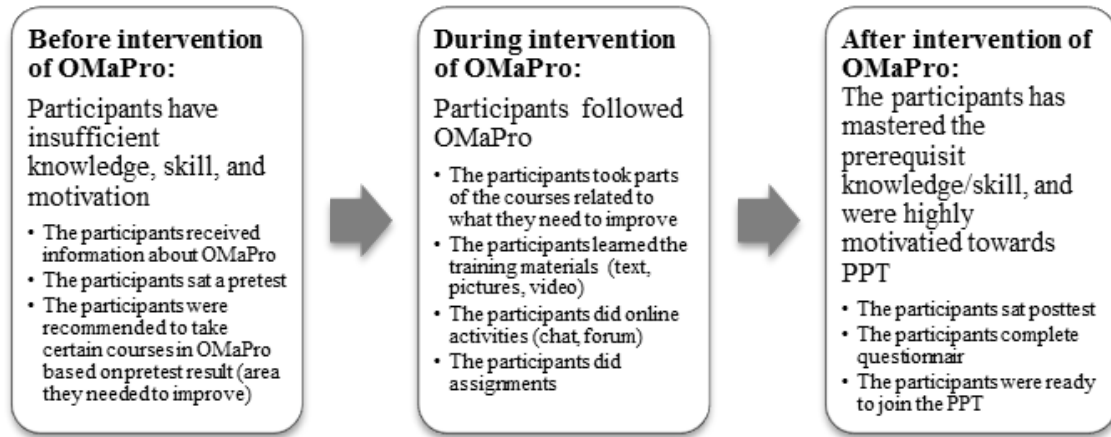 Before intervention
of OMaPro:
Participants have
insufficient
knowledge, skill, and
motivation
• The participants received
information about OMaPro
• The participants sat a pretest
• The participants were
recommended to take
certain courses in OMaPro
based on pretest result (area
they needed to improve)
During intervention
of OMaPro:
Participants followed
OMaPro
• The participants took parts
of the courses related to
what they need to improve
• The participants learned the
training materials (text,
pictures, video)
• The participants did online
activities (chat, forum)
• The participants did
assignments
After intervention of
OMaPro:
The participants has
mastered the
prerequisit
knowledge/skill, and
were highly
motivatied towards
PPT
• The participants sat posttest
• The participants complete
questionnair
• The participants were ready
to join the PPT